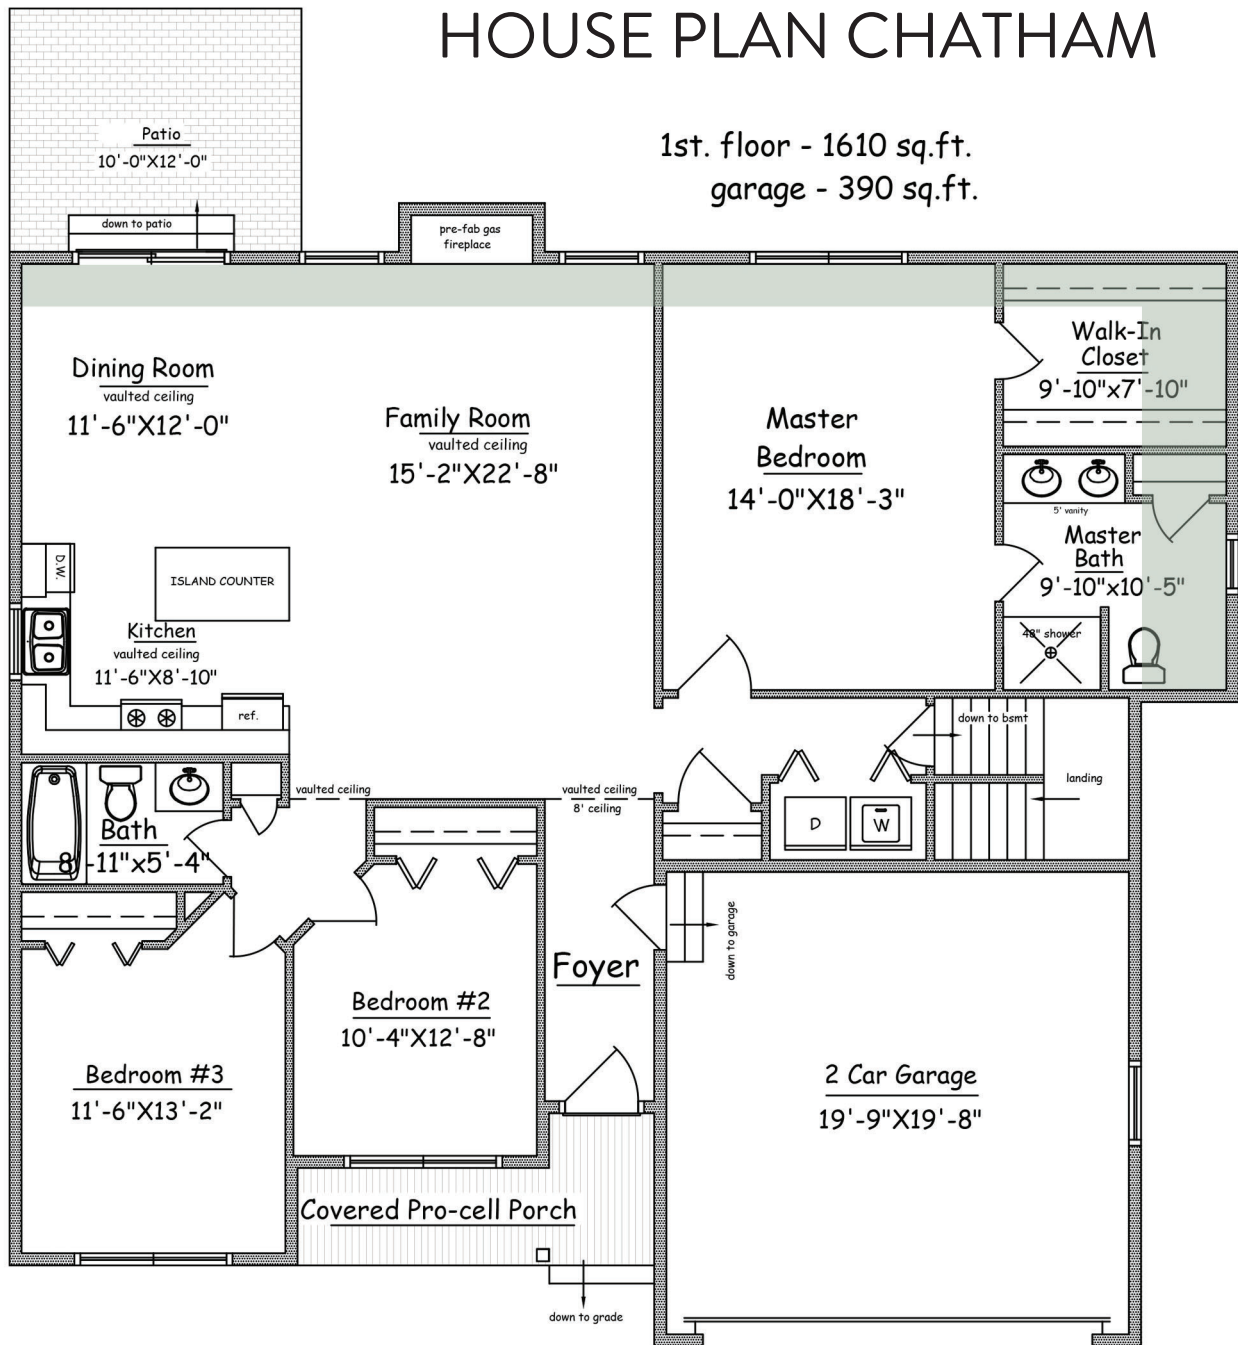 HOUSE PLAN CHATHAM
1st. floor - 1610 sq.ft.
garage - 390 sq.ft.
Patio
10'-0"X12'-0"
down to patio
pre-fab gas
fireplace
Dining Room
vaulted ceiling
11'-6"X12'-0"
Family Room
vaulted ceiling
15'-2"X22'-8"
Master
Bedroom
14'-0"X18'-3"
Walk-In
Closet
9'-10"x7'-10"
5' vanity
Master
Bath
9'-10"x10'-5"
48" shower
D.W.
ISLAND COUNTER
Kitchen
vaulted ceiling
11'-6"X8'-10"
ref.
down to bsmt
landing
vaulted ceiling
vaulted ceiling
8' ceiling
D
W
Bath
8'-11"x5'-4"
down to garage
Foyer
Bedroom #2
10'-4"X12'-8"
Bedroom #3
11'-6"X13'-2"
2 Car Garage
19'-9"X19'-8"
Covered Pro-cell Porch
down to grade